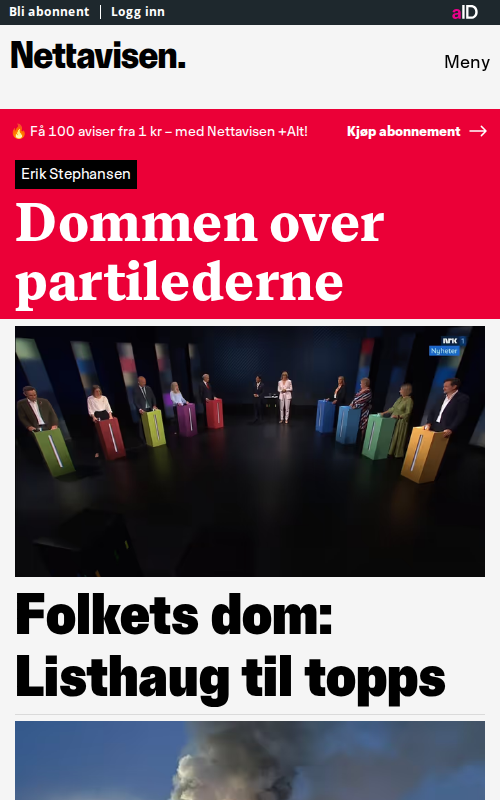 Bli abonnent | Logg inn
aID
Nettavisen.
Meny
🔥 Få 100 aviser fra 1 kr – med Nettavisen +Alt!
Kjøp abonnement →
Erik Stephansen
Dommen over
partilederne
NRK 1
Nyheter
Folkets dom:
Listhaug til topps